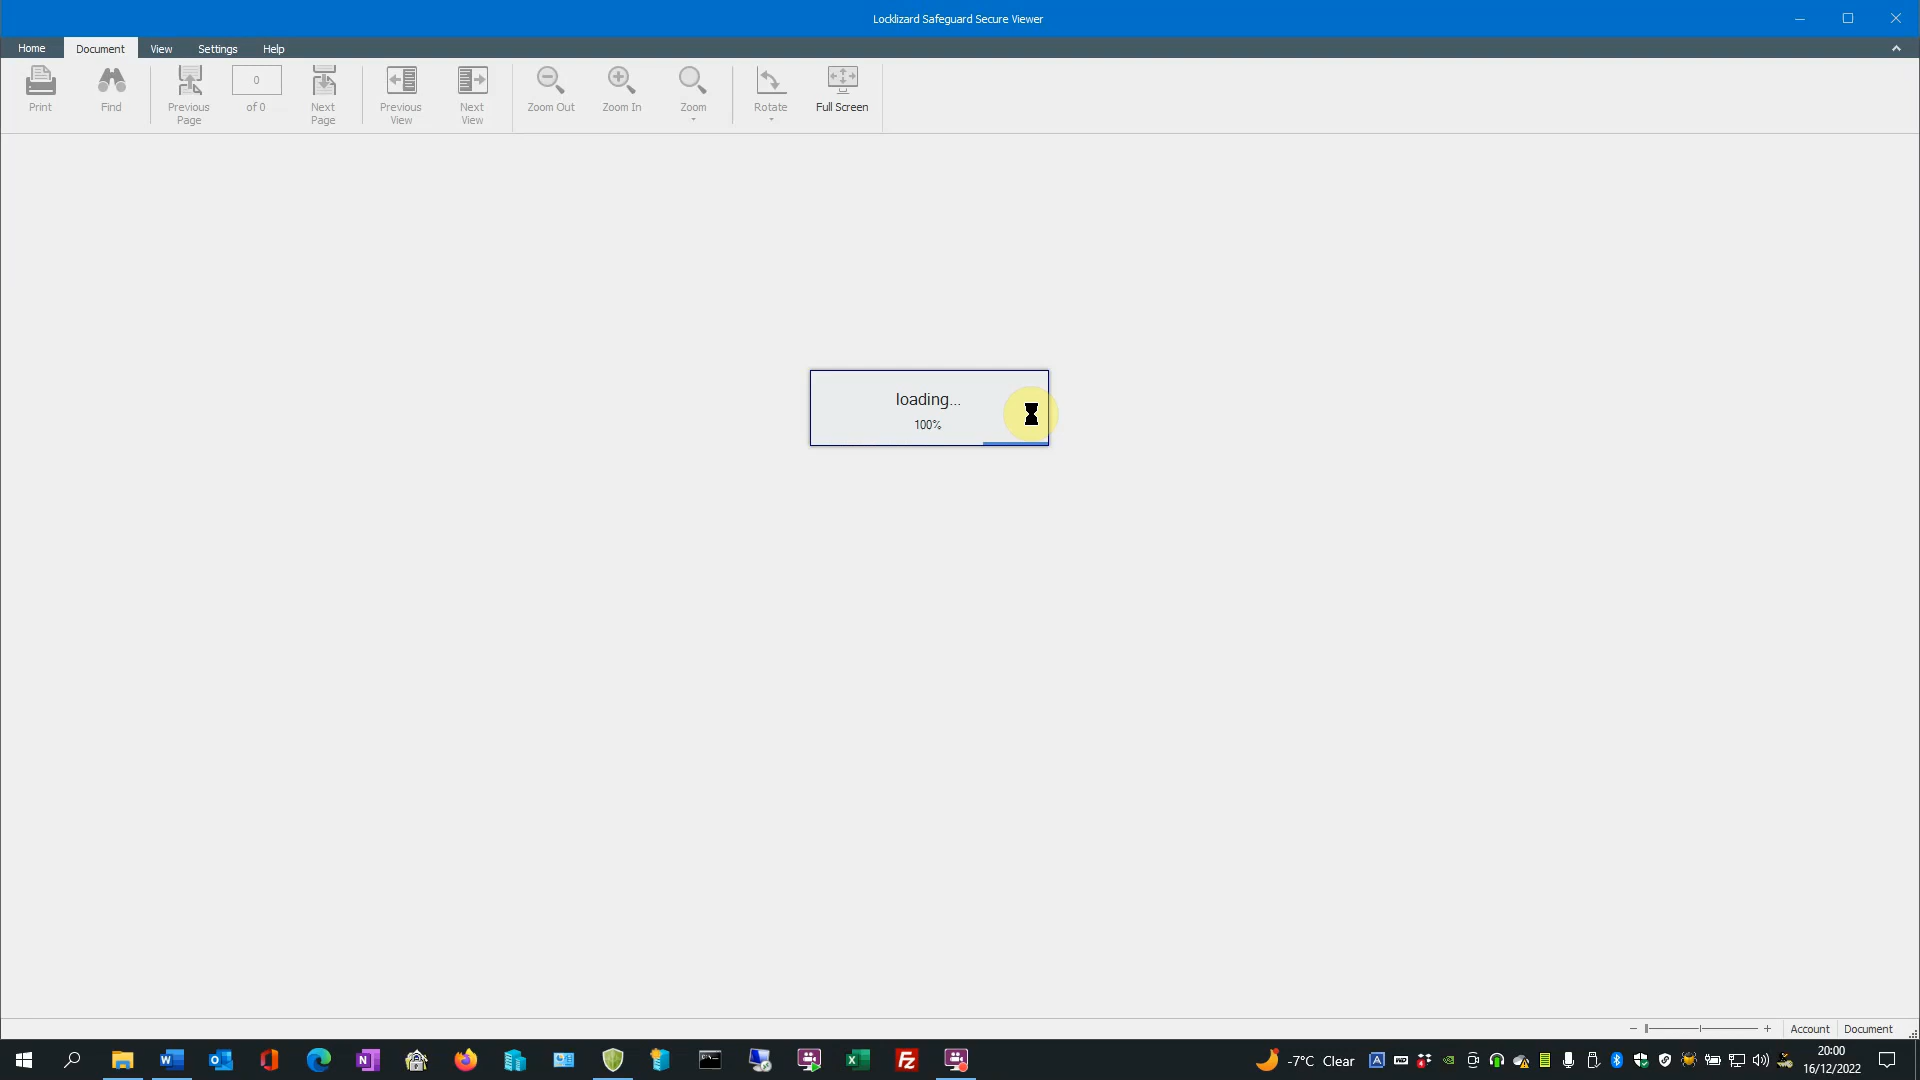 Locklizard Safeguard Secure Viewer
Home Document View Settings Help
Print Find Previous Page 0 of 0 Next Page Previous View Next View Zoom Out Zoom In Zoom Rotate Full Screen
loading...
100%
Account Document
-7°C Clear
20:00
16/12/2022